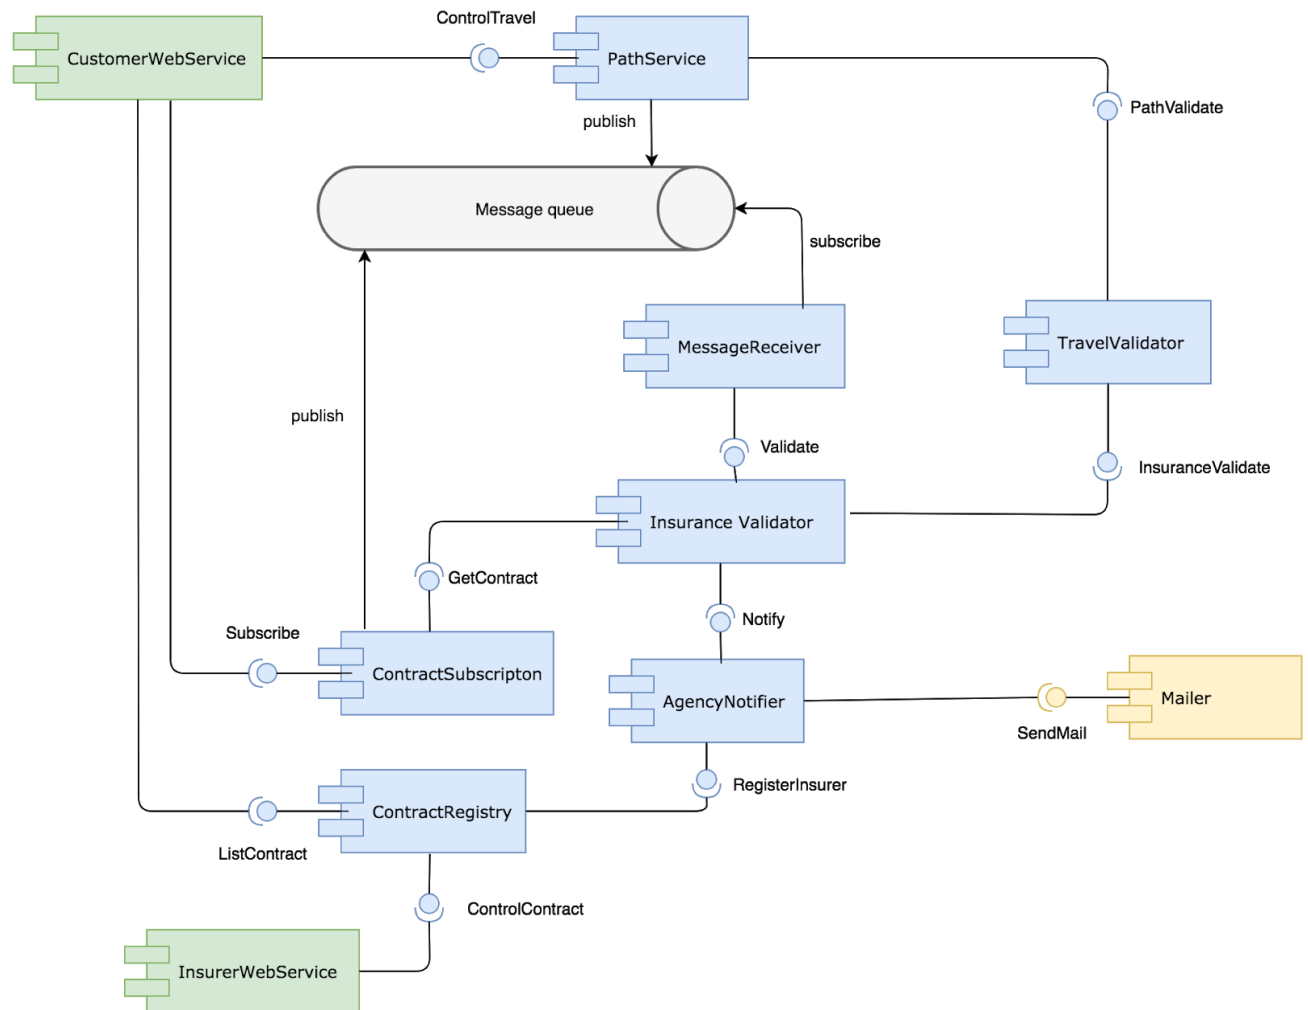 ControlTravel
CustomerWebService
PathService
PathValidate
publish
Message queue
subscribe
MessageReceiver
TravelValidator
publish
Validate
InsuranceValidate
Insurance Validator
GetContract
Notify
Subscribe
ContractSubscripton
AgencyNotifier
Mailer
SendMail
RegisterInsurer
ContractRegistry
ListContract
ControlContract
InsurerWebService